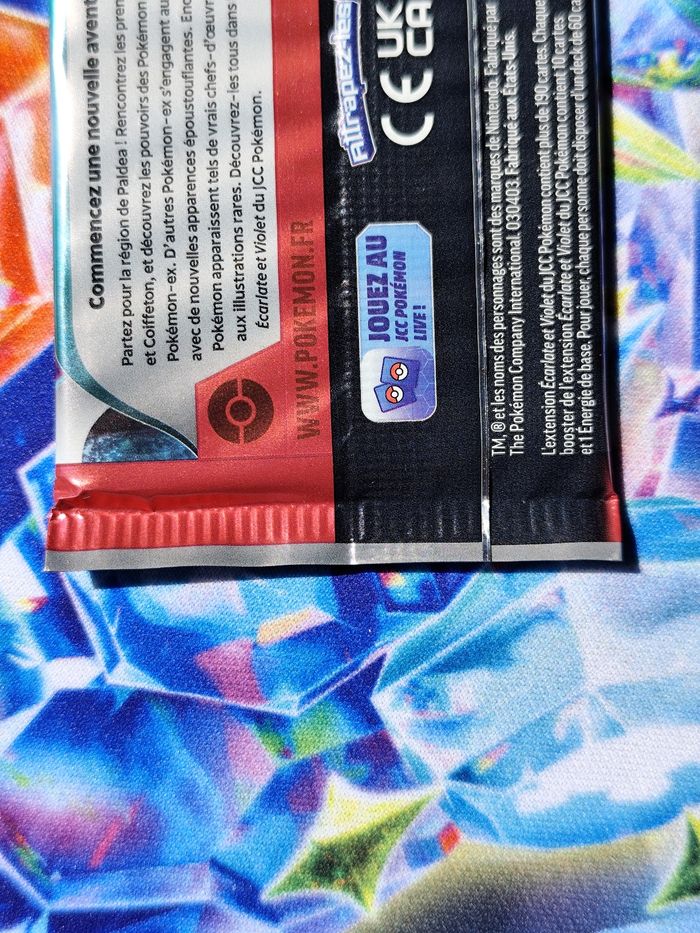 Commencez une nouvelle avent
Partez pour la région de Paldea ! Rencontrez les pren
et Coiffeton, et découvrez les pouvoirs des Pokémon
Pokémon-ex. D'autres Pokémon-ex s'engagent au
avec de nouvelles apparences époustouflantes. Enc
Pokémon apparaissent tels de vrais chefs-d'œuvr
aux illustrations rares. Découvrez-les tous dans
Écarlate et Violet du JCC Pokémon.
WWW.POKEMON.FR
JOUEZ AU
JCC POKÉMON
LIVE !
Attrapez-les
CE UK
CA
TM, ® et les noms des personnages sont des marques de Nintendo. Fabriqué par
The Pokémon Company International. 030403. Fabriqué aux États-Unis.
L'extension Écarlate et Violet du JCC Pokémon contient plus de 190 cartes. Chaque
booster de l'extension Écarlate et Violet du JCC Pokémon contient 10 cartes
et 1 Énergie de base. Pour jouer, chaque personne doit disposer d'un deck de 60 ca